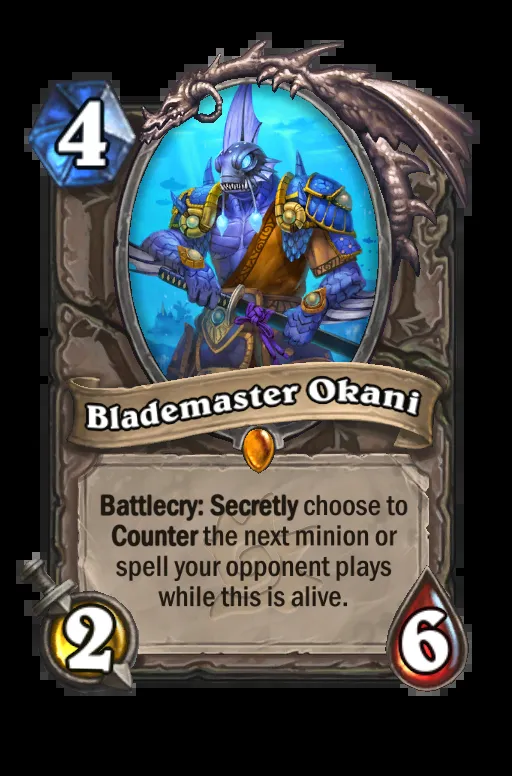 4
Blademaster Okani
Battlecry: Secretly choose to
Counter the next minion or
spell your opponent plays
while this is alive.
2
6